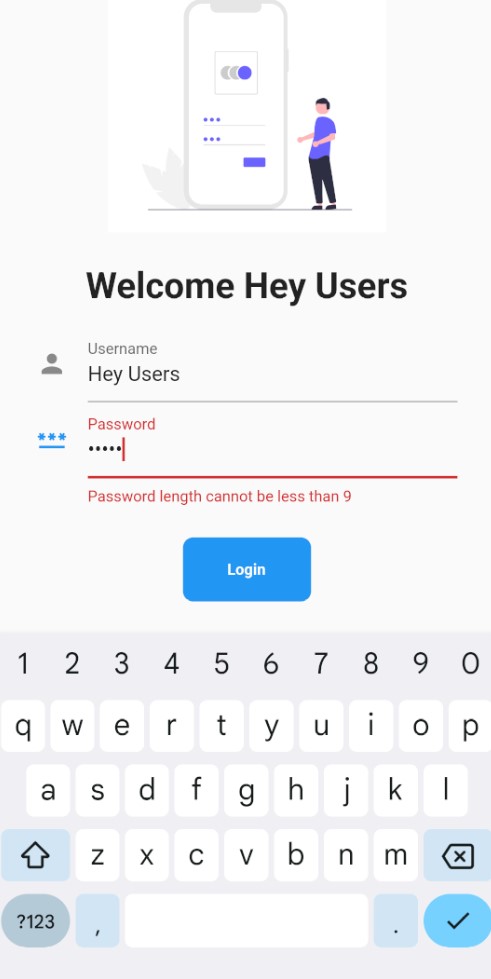 Welcome Hey Users
Username
Hey Users
Password
•••••
Password length cannot be less than 9
Login
1 2 3 4 5 6 7 8 9 0
q w e r t y u i o p
a s d f g h j k l
z x c v b n m
?123 , .